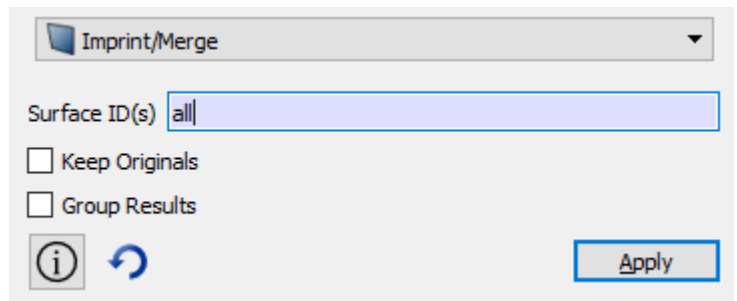 Imprint/Merge
Surface ID(s) all
Keep Originals
Group Results
Apply